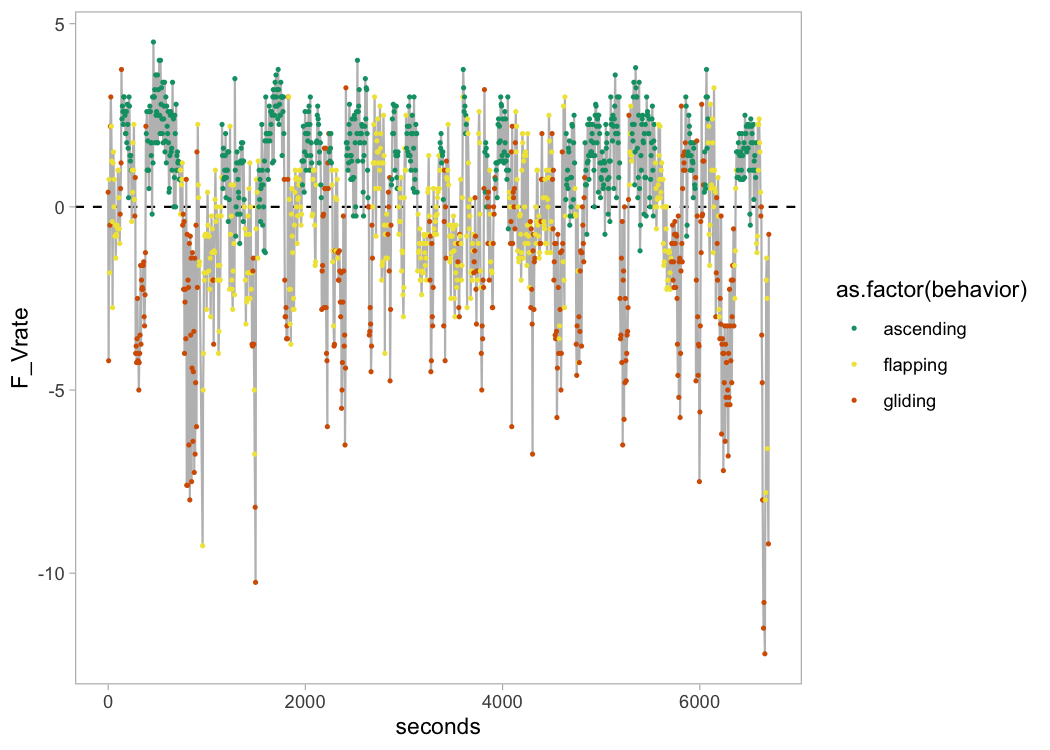 5
0
-5
-10
F_Vrate
0
2000
4000
6000
seconds
as.factor(behavior)
ascending
flapping
gliding